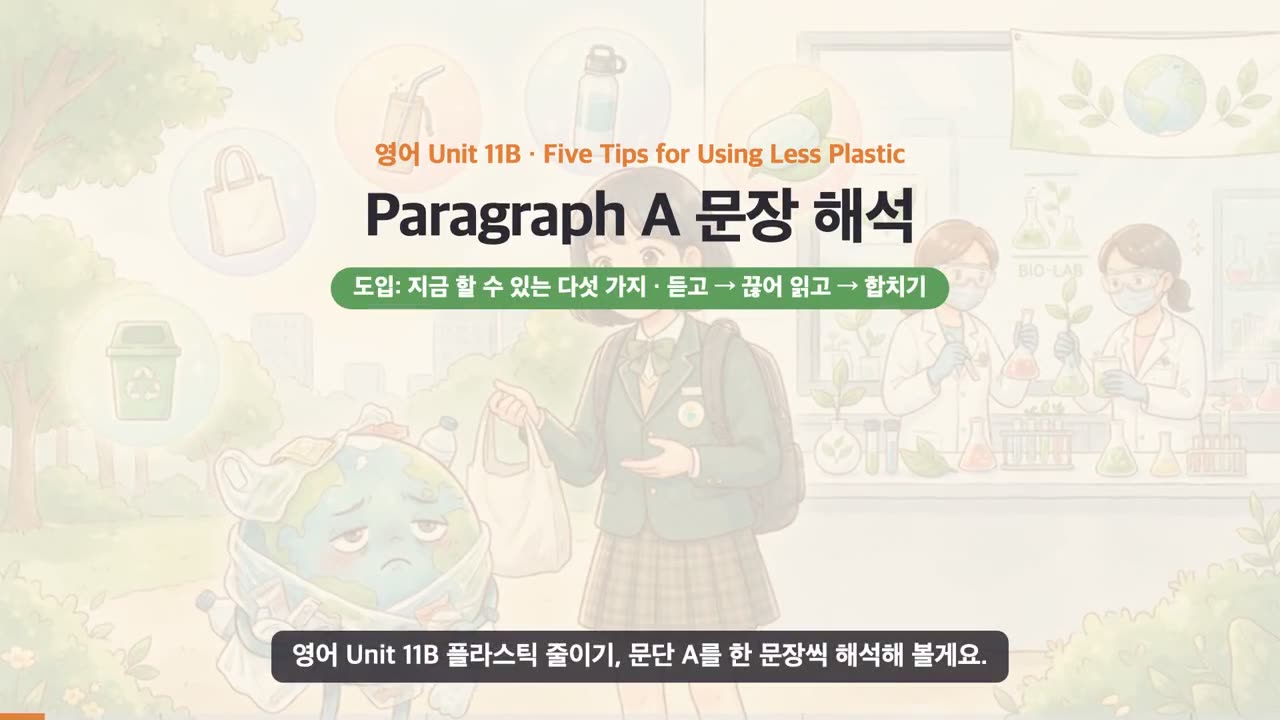 영어 Unit 11B · Five Tips for Using Less Plastic
Paragraph A 문장 해석
도입: 지금 할 수 있는 다섯 가지 · 듣고 → 끊어 읽고 → 합치기
BIO-LAB
영어 Unit 11B 플라스틱 줄이기, 문단 A를 한 문장씩 해석해 볼게요.